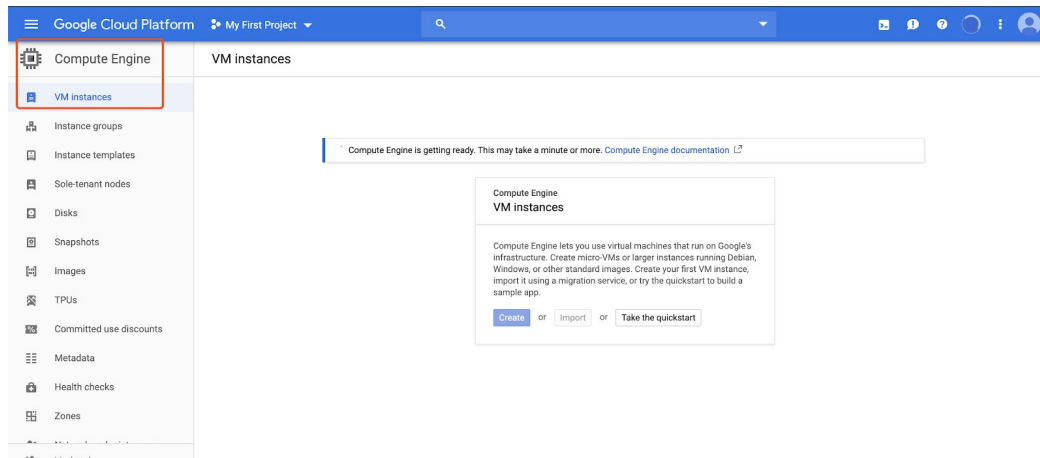 Google Cloud Platform My First Project
Compute Engine
VM instances
VM instances
Instance groups
Instance templates
Sole-tenant nodes
Disks
Snapshots
Images
TPUs
Committed use discounts
Metadata
Health checks
Zones
Compute Engine is getting ready. This may take a minute or more. Compute Engine documentation
Compute Engine
VM instances
Compute Engine lets you use virtual machines that run on Google's
infrastructure. Create micro-VMs or larger instances running Debian,
Windows, or other standard images. Create your first VM instance,
import it using a migration service, or try the quickstart to build a
sample app.
Create or Import or Take the quickstart